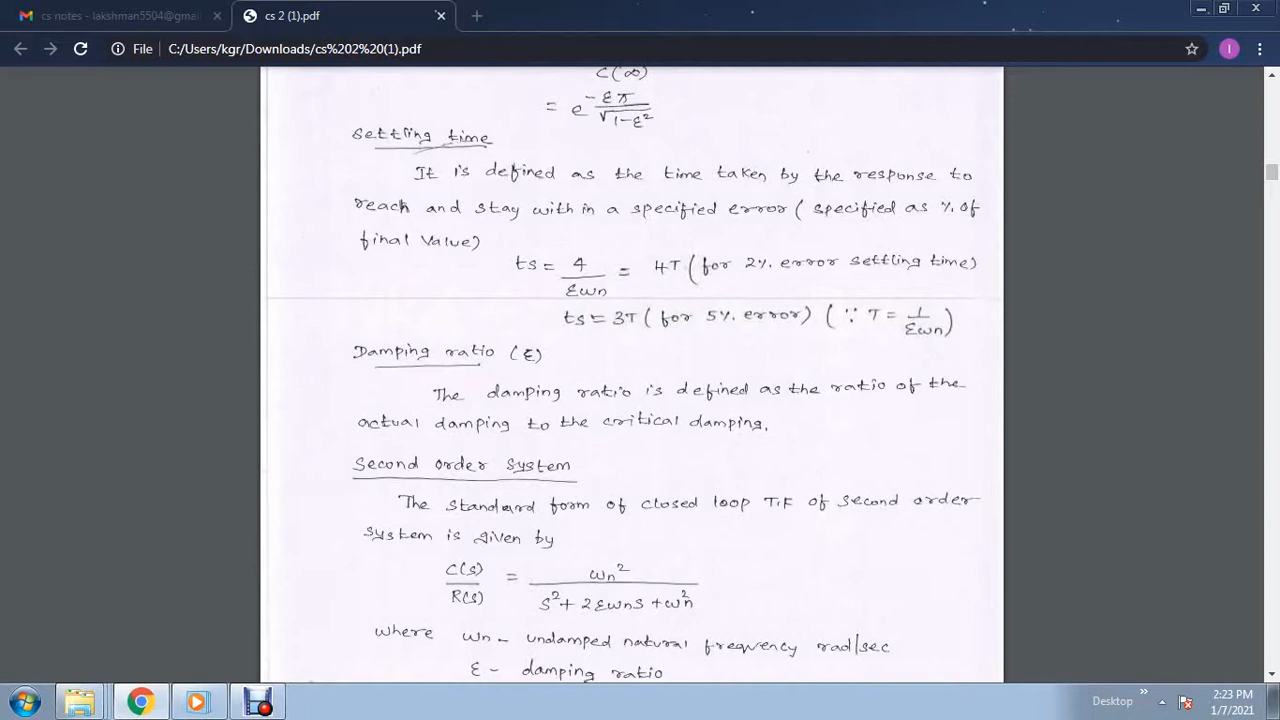 cs notes - lakshman5504@gmai
cs 2 (1).pdf
File C:/Users/kgr/Downloads/cs%202%20(1).pdf
I
C(∞)
= e^(-επ/√1-ε²)
Settling time
It is defined as the time taken by the response to
reach and stay with in a specified error ( specified as %. of
final value)
ts = 4/εωn = 4T (for 2%. error settling time)
ts = 3T ( for 5%. error) (∵ T = 1/εωn)
Damping ratio (ε)
The damping ratio is defined as the ratio of the
actual damping to the critical damping.
Second order System
The standard form of closed loop T.F of second order
system is given by
C(s)/R(s) = ωn²/(s²+2εωns+ωn²)
where ωn - undamped natural frequency rad/sec
ε - damping ratio
Desktop
2:23 PM
1/7/2021